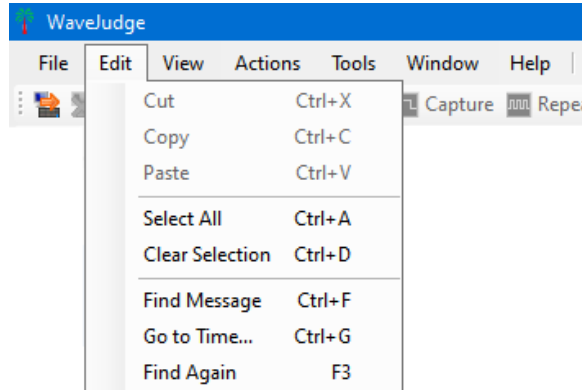 WaveJudge
File Edit View Actions Tools Window Help
Capture
Cut Ctrl+X
Copy Ctrl+C
Paste Ctrl+V
Select All Ctrl+A
Clear Selection Ctrl+D
Find Message Ctrl+F
Go to Time... Ctrl+G
Find Again F3